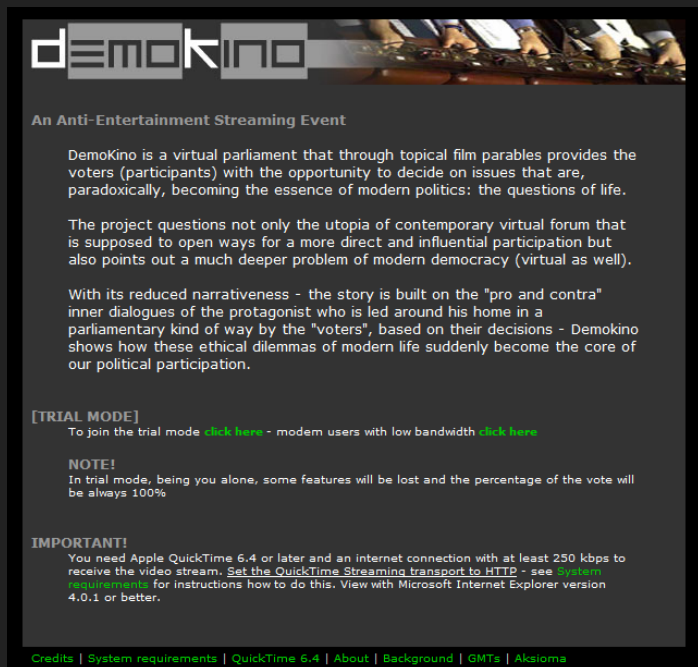 demokino
An Anti-Entertainment Streaming Event
DemoKino is a virtual parliament that through topical film parables provides the
voters (participants) with the opportunity to decide on issues that are,
paradoxically, becoming the essence of modern politics: the questions of life.
The project questions not only the utopia of contemporary virtual forum that
is supposed to open ways for a more direct and influential participation but
also points out a much deeper problem of modern democracy (virtual as well).
With its reduced narrativeness - the story is built on the "pro and contra"
inner dialogues of the protagonist who is led around his home in a
parliamentary kind of way by the "voters", based on their decisions - Demokino
shows how these ethical dilemmas of modern life suddenly become the core of
our political participation.
[TRIAL MODE]
To join the trial mode click here - modem users with low bandwidth click here
NOTE!
In trial mode, being you alone, some features will be lost and the percentage of the vote will
be always 100%
IMPORTANT!
You need Apple QuickTime 6.4 or later and an internet connection with at least 250 kbps to
receive the video stream. Set the QuickTime Streaming transport to HTTP - see System
requirements for instructions how to do this. View with Microsoft Internet Explorer version
4.0.1 or better.
Credits | System requirements | QuickTime 6.4 | About | Background | GMTs | Aksioma